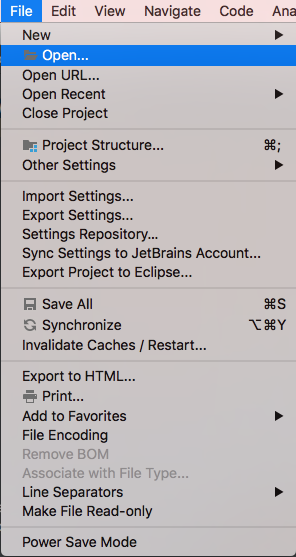 File Edit View Navigate Code Ana
New
Open...
Open URL...
Open Recent
Close Project
Project Structure... ⌘;
Other Settings
Import Settings...
Export Settings...
Settings Repository...
Sync Settings to JetBrains Account...
Export Project to Eclipse...
Save All ⌘S
Synchronize ⌥⌘Y
Invalidate Caches / Restart...
Export to HTML...
Print...
Add to Favorites
File Encoding
Remove BOM
Associate with File Type...
Line Separators
Make File Read-only
Power Save Mode